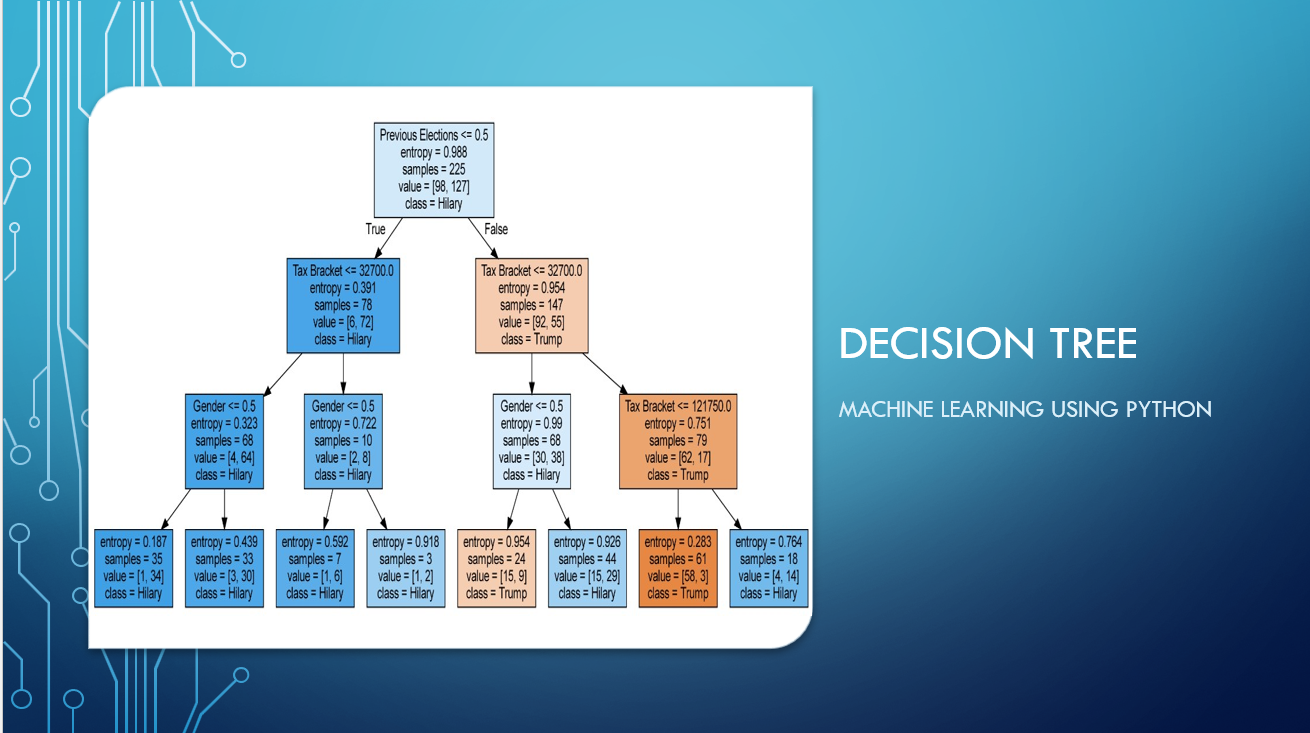 Previous Elections <= 0.5
entropy = 0.988
samples = 225
value = [98, 127]
class = Hilary
True
False
Tax Bracket <= 32700.0
entropy = 0.391
samples = 78
value = [6, 72]
class = Hilary
Tax Bracket <= 32700.0
entropy = 0.954
samples = 147
value = [92, 55]
class = Trump
Gender <= 0.5
entropy = 0.323
samples = 68
value = [4, 64]
class = Hilary
Gender <= 0.5
entropy = 0.722
samples = 10
value = [2, 8]
class = Hilary
Gender <= 0.5
entropy = 0.99
samples = 68
value = [30, 38]
class = Hilary
Tax Bracket <= 121750.0
entropy = 0.751
samples = 79
value = [62, 17]
class = Trump
entropy = 0.187
samples = 35
value = [1, 34]
class = Hilary
entropy = 0.439
samples = 33
value = [3, 30]
class = Hilary
entropy = 0.592
samples = 7
value = [1, 6]
class = Hilary
entropy = 0.918
samples = 3
value = [1, 2]
class = Hilary
entropy = 0.954
samples = 24
value = [15, 9]
class = Trump
entropy = 0.926
samples = 44
value = [15, 29]
class = Hilary
entropy = 0.283
samples = 61
value = [58, 3]
class = Trump
entropy = 0.764
samples = 18
value = [4, 14]
class = Hilary
DECISION TREE
MACHINE LEARNING USING PYTHON